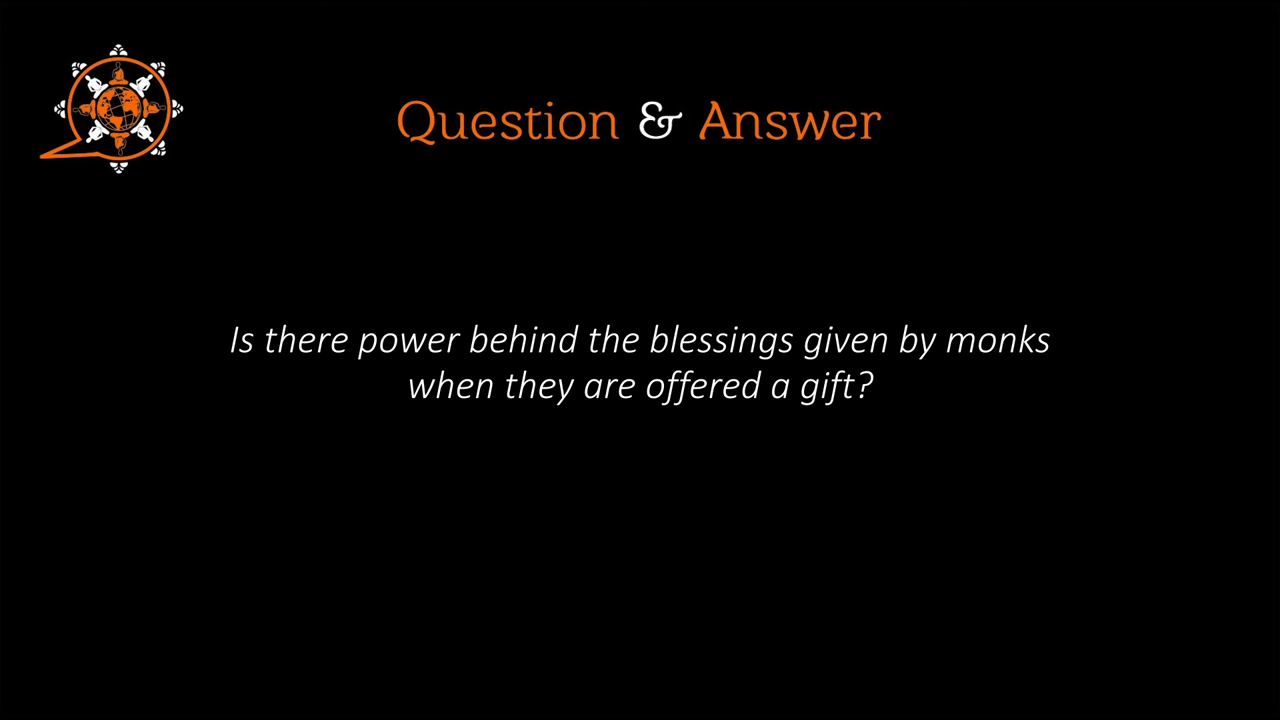 Question & Answer
Is there power behind the blessings given by monks
when they are offered a gift?